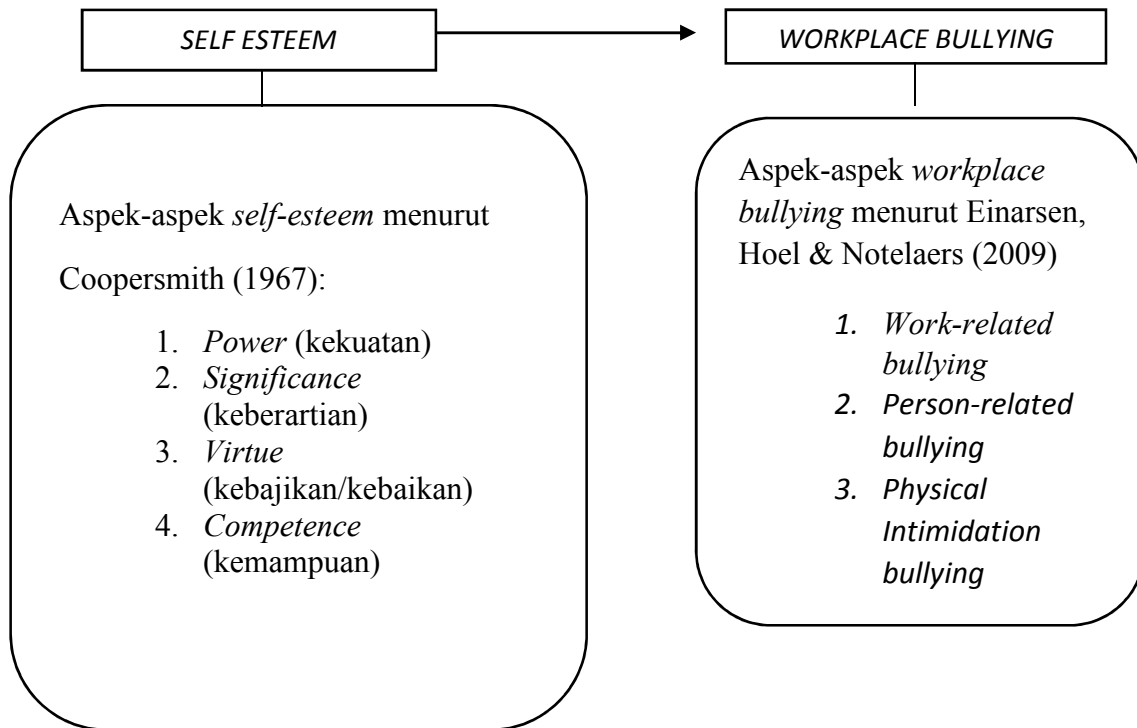 SELF ESTEEM
WORKPLACE BULLYING
Aspek-aspek self-esteem menurut
Coopersmith (1967):
1. Power (kekuatan)
2. Significance
(keberartian)
3. Virtue
(kebajikan/kebaikan)
4. Competence
(kemampuan)
Aspek-aspek workplace
bullying menurut Einarsen,
Hoel & Notelaers (2009)
1. Work-related
bullying
2. Person-related
bullying
3. Physical
Intimidation
bullying